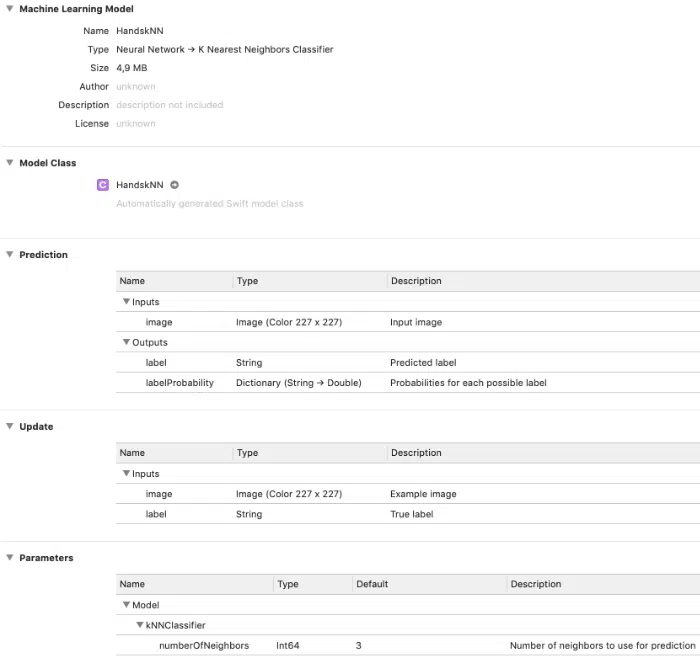 Machine Learning Model
Name HandskNN
Type Neural Network → K Nearest Neighbors Classifier
Size 4,9 MB
Author unknown
Description description not included
License unknown
Model Class
C HandskNN
Automatically generated Swift model class
Prediction
Name Type Description
Inputs
image Image (Color 227 x 227) Input image
Outputs
label String Predicted label
labelProbability Dictionary (String → Double) Probabilities for each possible label
Update
Name Type Description
Inputs
image Image (Color 227 x 227) Example image
label String True label
Parameters
Name Type Default Description
Model
kNNClassifier
numberOfNeighbors Int64 3 Number of neighbors to use for prediction